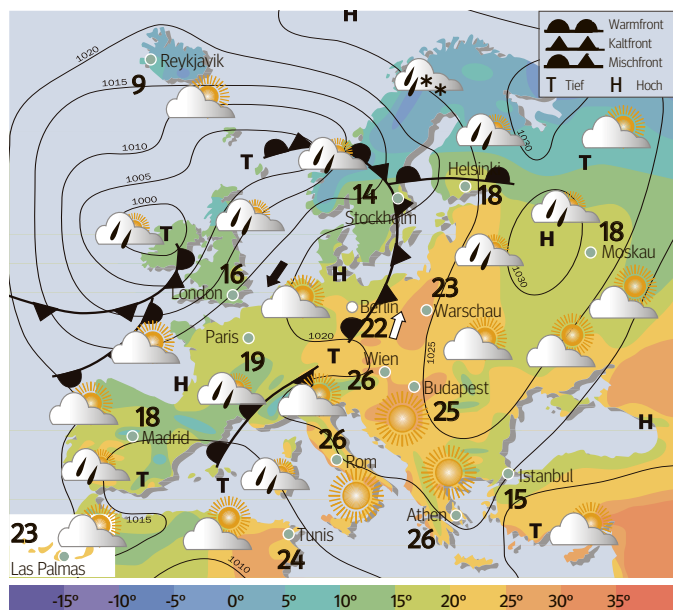 H
Warmfront
Kaltfront
Mischfront
T Tief H Hoch
1020
Reykjavik
9
1015
1010
1005
1000
T
T
1030
T
Helsinki
18
14
Stockholm
H
1030
18
Moskau
H
16
London
Berlin
22
23
Warschau
1020
1025
Paris
19
T
Wien
26
Budapest
25
H
18
Madrid
H
26
Rom
T
T
Istanbul
15
Athen
26
T
1015
23
Las Palmas
Tunis
24
1010
-15° -10° -5° 0° 5° 10° 15° 20° 25° 30° 35°